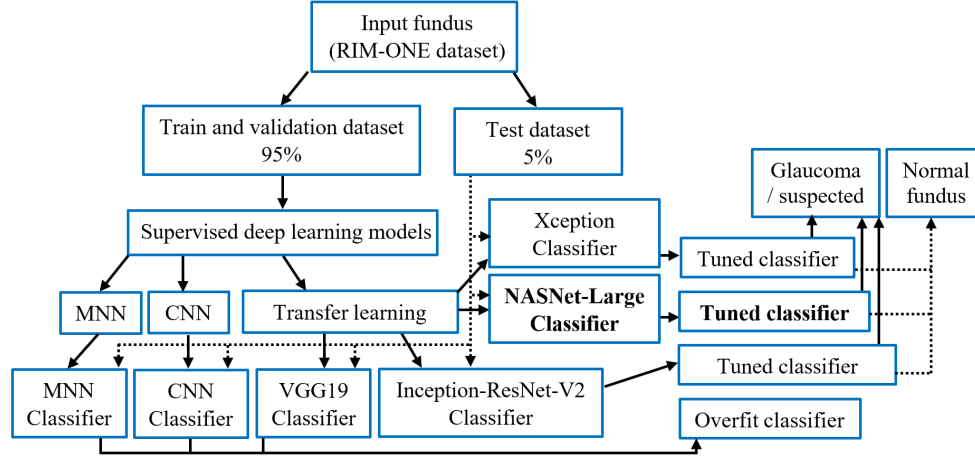 Input fundus
(RIM-ONE dataset)
Train and validation dataset
95%
Test dataset
5%
Glaucoma
/ suspected
Normal
fundus
Supervised deep learning models
Xception
Classifier
Tuned classifier
MNN
CNN
Transfer learning
NASNet-Large
Classifier
Tuned classifier
MNN
Classifier
CNN
Classifier
VGG19
Classifier
Inception-ResNet-V2
Classifier
Tuned classifier
Overfit classifier